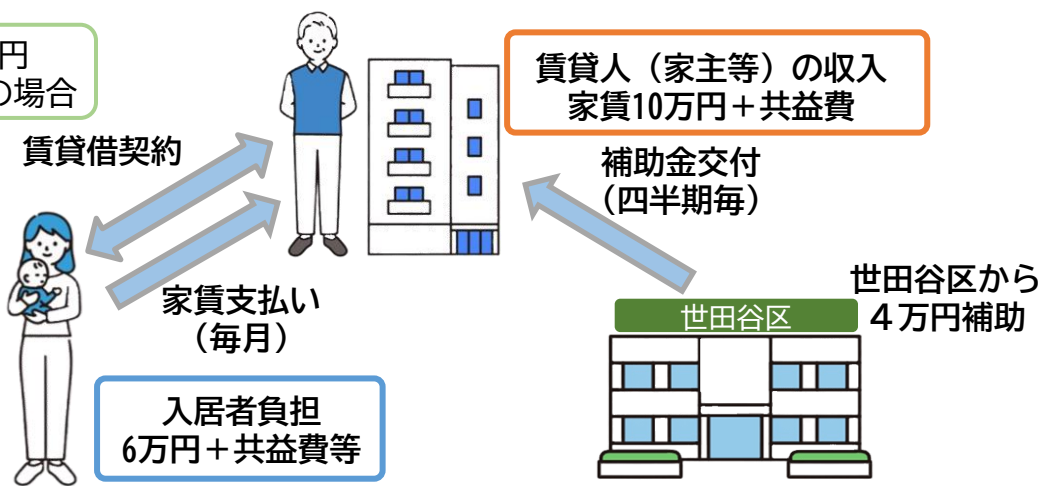 円
の場合
賃貸人（家主等）の収入
家賃10万円＋共益費
賃貸借契約
補助金交付
（四半期毎）
家賃支払い
（毎月）
世田谷区から
４万円補助
世田谷区
入居者負担
6万円＋共益費等